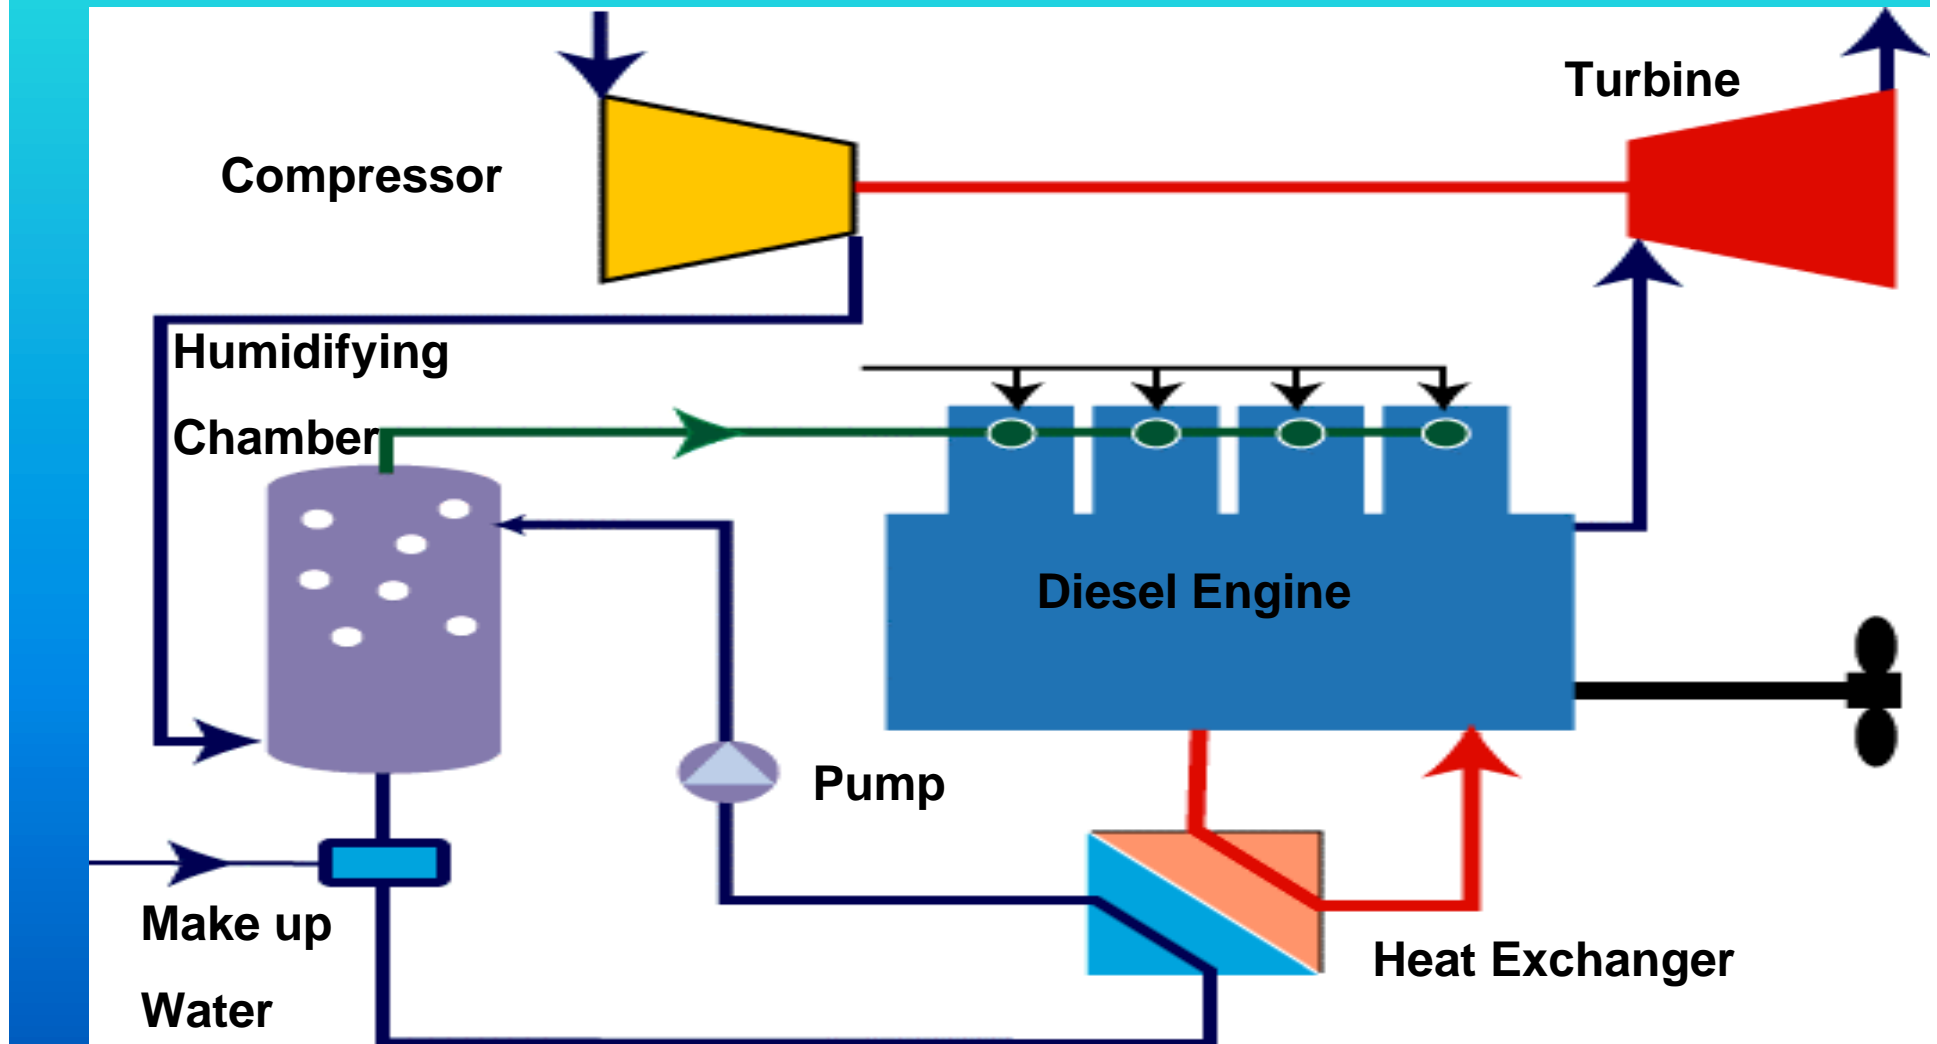 Turbine
Compressor
Humidifying
Chamber
Diesel Engine
Pump
Make up
Water
Heat Exchanger